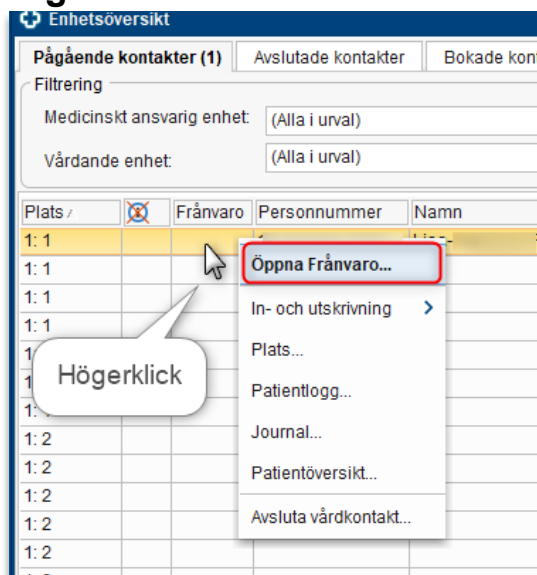 Enhetsöversikt
Pågående kontakter (1) Avslutade kontakter Bokade kon
Filtrering
Medicinskt ansvarig enhet: (Alla i urval)
Vårdande enhet: (Alla i urval)
Plats Frånvaro Personnummer Namn
1: 1
1: 1 Öppna Frånvaro...
1: 1 In- och utskrivning
1: 1
Plats...
Högerklick
Patientlogg...
1: 2 Journal...
1: 2 Patientöversikt...
1: 2
1: 2 Avsluta vårdkontakt...
1: 2